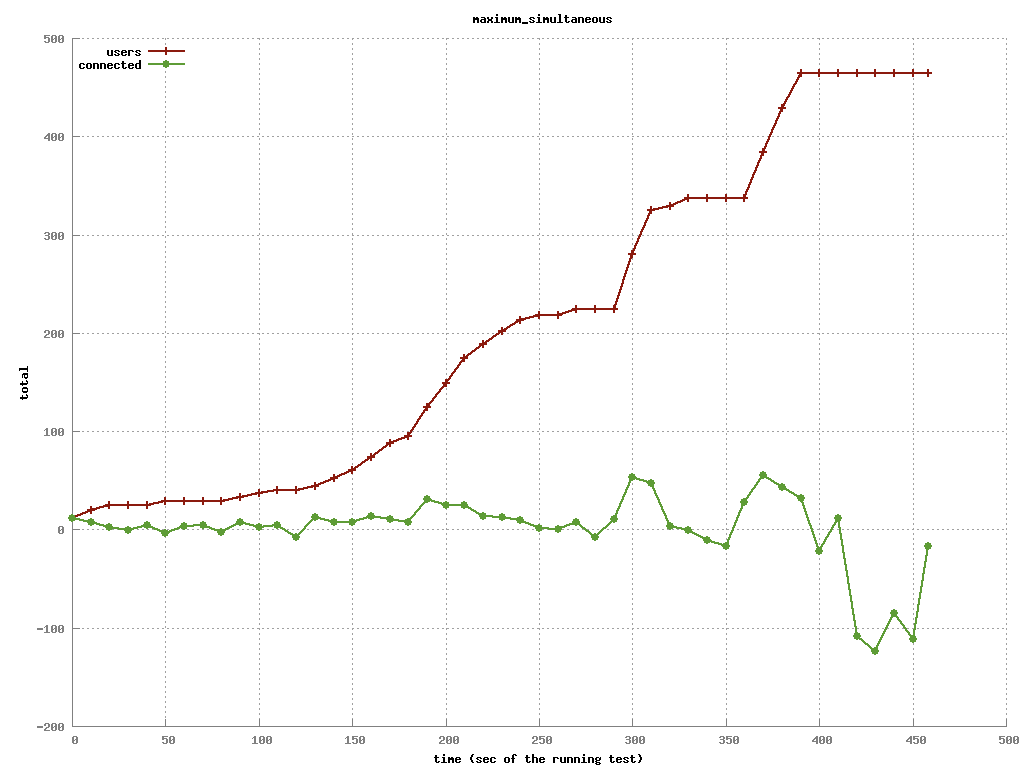 maximum_simultaneous
500
users
connected
400
300
200
total
100
0
-100
-200
0 50 100 150 200 250 300 350 400 450 500
time (sec of the running test)